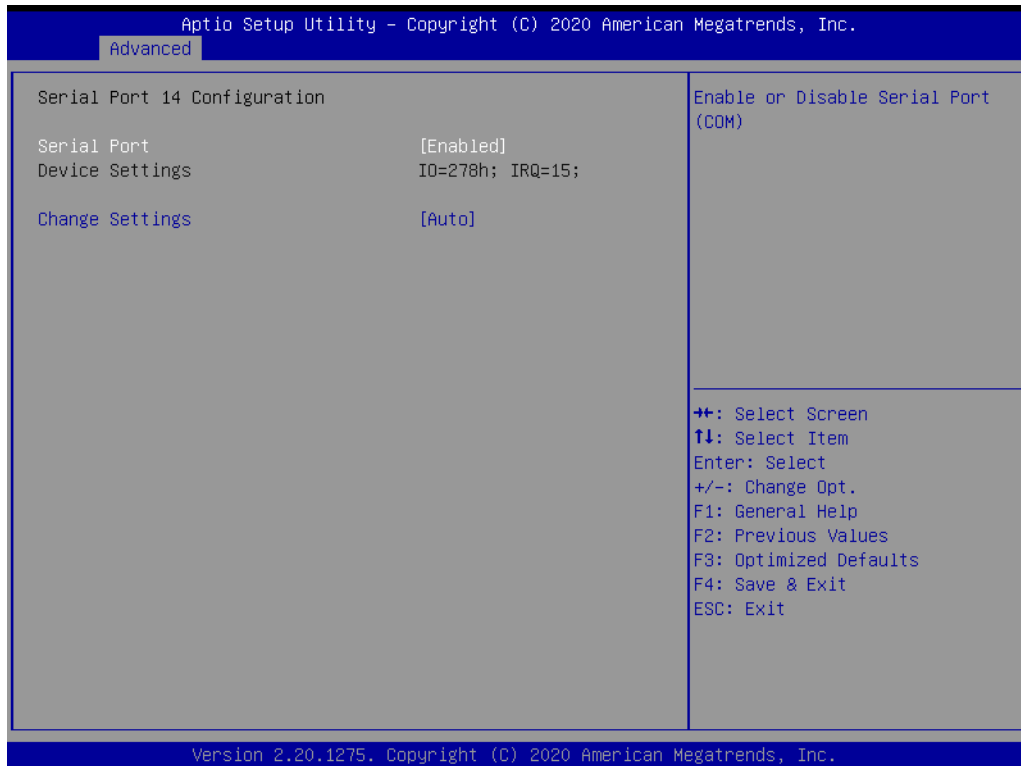 Aptio Setup Utility – Copyright (C) 2020 American Megatrends, Inc.
Advanced
Serial Port 14 Configuration
Serial Port [Enabled]
Device Settings IO=278h; IRQ=15;
Change Settings [Auto]
Enable or Disable Serial Port
(COM)
→←: Select Screen
↑↓: Select Item
Enter: Select
+/-: Change Opt.
F1: General Help
F2: Previous Values
F3: Optimized Defaults
F4: Save & Exit
ESC: Exit
Version 2.20.1275. Copyright (C) 2020 American Megatrends, Inc.